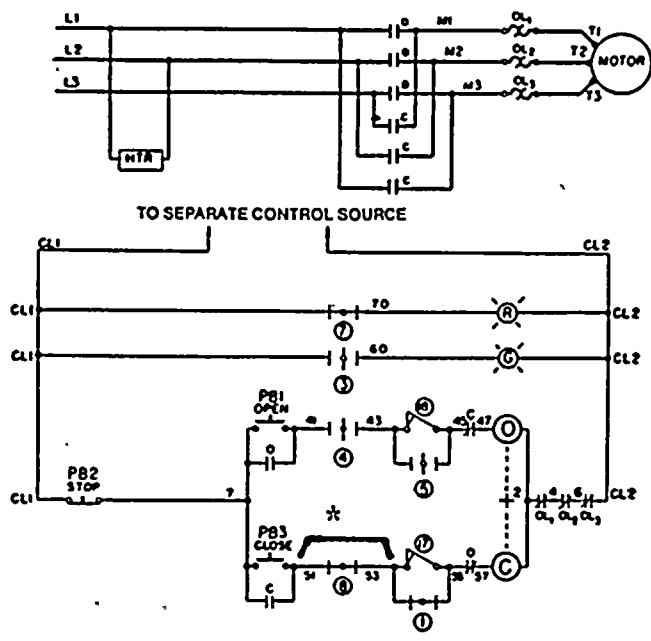 L1 O M1 OL1 T1
L2 O M2 OL2 T2 MOTOR
L3 O M3 OL3 T3
C
C
HTR
C
TO SEPARATE CONTROL SOURCE
CL1 CL2
CL1 70 R CL2
7
CL1 60 G CL2
3
PB1
OPEN 41 43 18 45 C 47 O
O 4 5
PB2
STOP
CL1 7 2 4 6 CL2
OL1 OL2 OL3
*
PB3
CLOSE 17 O
51 53 55 57 C
C 8 1